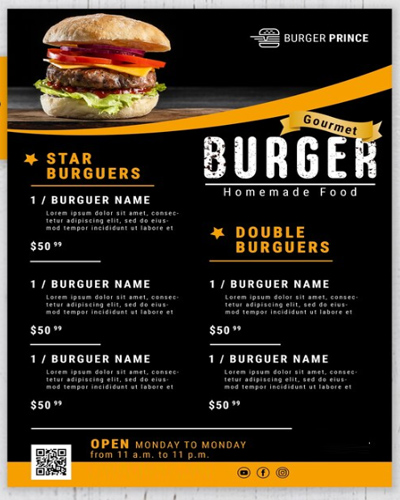 BURGER PRINCE
Gourmet
BURGER
Homemade Food
STAR
BURGUERS
1 / BURGUER NAME
Lorem ipsum dolor sit amet, consec-
tetur adipiscing elit, sed do eius-
mod tempor incididunt ut labore et
$50 99
1 / BURGUER NAME
Lorem ipsum dolor sit amet, consec-
tetur adipiscing elit, sed do eius-
mod tempor incididunt ut labore et
$50 99
1 / BURGUER NAME
Lorem ipsum dolor sit amet, consec-
tetur adipiscing elit, sed do eius-
mod tempor incididunt ut labore et
$50 99
DOUBLE
BURGUERS
1 / BURGUER NAME
Lorem ipsum dolor sit amet, consec-
tetur adipiscing elit, sed do eius-
mod tempor incididunt ut labore et
$50 99
1 / BURGUER NAME
Lorem ipsum dolor sit amet, consec-
tetur adipiscing elit, sed do eius-
mod tempor incididunt ut labore et
$50 99
OPEN MONDAY TO MONDAY
from 11 a.m. to 11 p.m.